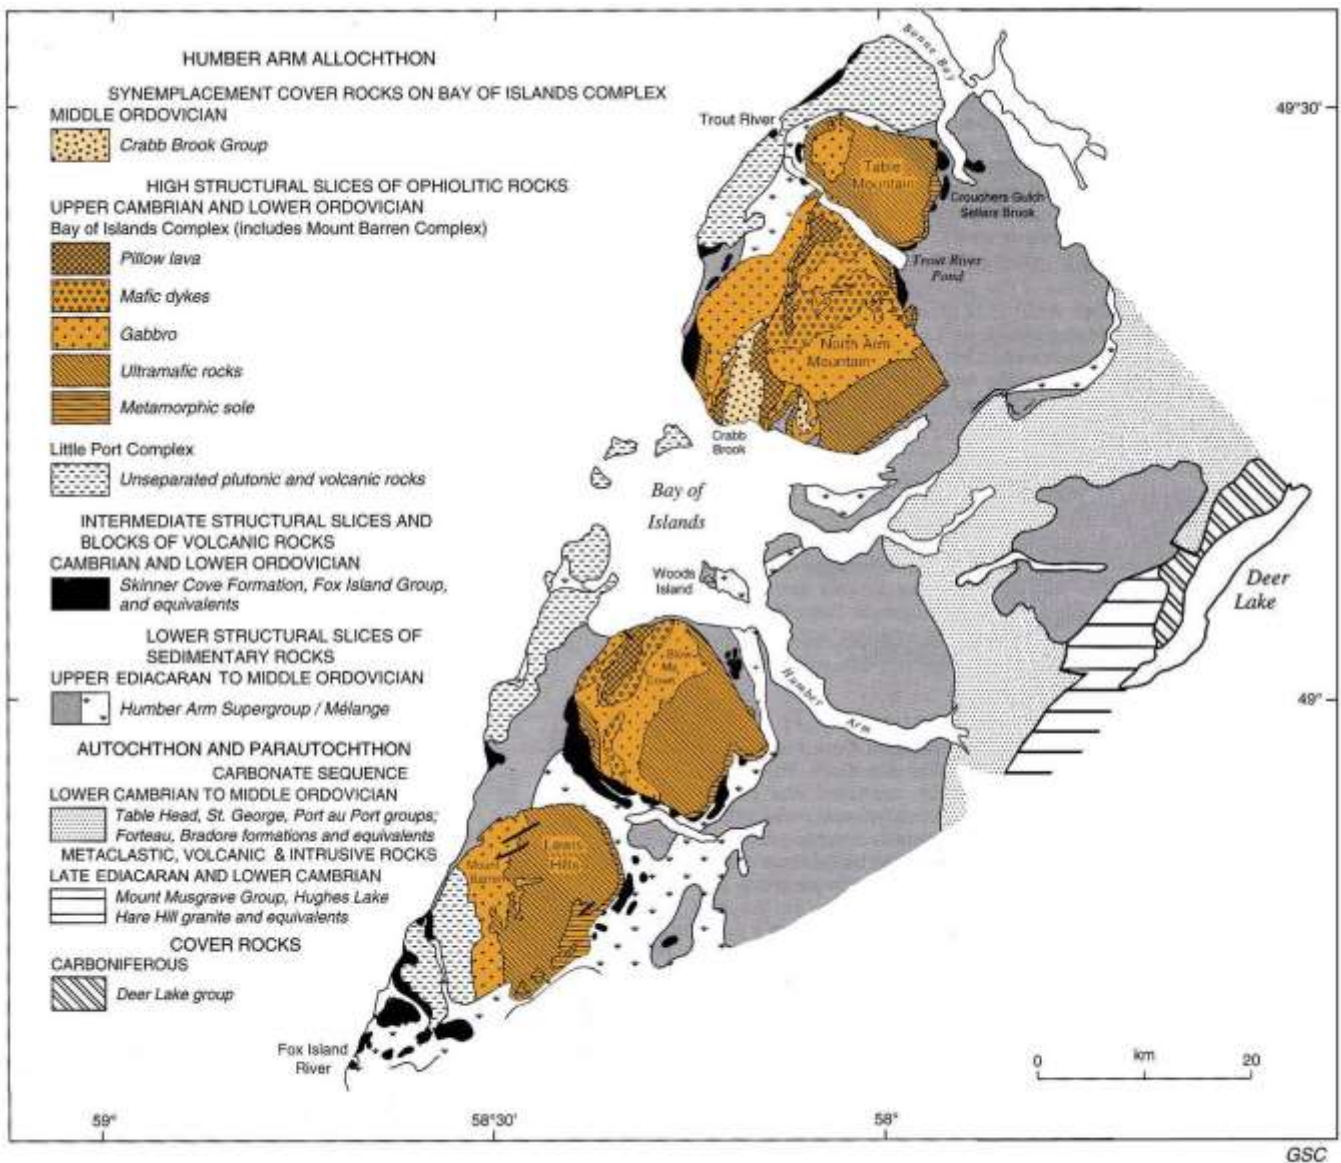 HUMBER ARM ALLOCHTHON
SYNEMPLACEMENT COVER ROCKS ON BAY OF ISLANDS COMPLEX
MIDDLE ORDOVICIAN
Crabb Brook Group
HIGH STRUCTURAL SLICES OF OPHIOLITIC ROCKS
UPPER CAMBRIAN AND LOWER ORDOVICIAN
Bay of Islands Complex (includes Mount Barren Complex)
Pillow lava
Mafic dykes
Gabbro
Ultramafic rocks
Metamorphic sole
Little Port Complex
Unseparated plutonic and volcanic rocks
INTERMEDIATE STRUCTURAL SLICES AND
BLOCKS OF VOLCANIC ROCKS
CAMBRIAN AND LOWER ORDOVICIAN
Skinner Cove Formation, Fox Island Group,
and equivalents
LOWER STRUCTURAL SLICES OF
SEDIMENTARY ROCKS
UPPER EDIACARAN TO MIDDLE ORDOVICIAN
Humber Arm Supergroup / Mélange
AUTOCHTHON AND PARAUTOCHTHON
CARBONATE SEQUENCE
LOWER CAMBRIAN TO MIDDLE ORDOVICIAN
Table Head, St. George, Port au Port groups;
Forteau, Bradore formations and equivalents
METACLASTIC, VOLCANIC & INTRUSIVE ROCKS
LATE EDIACARAN AND LOWER CAMBRIAN
Mount Musgrave Group, Hughes Lake
Hare Hill granite and equivalents
COVER ROCKS
CARBONIFEROUS
Deer Lake group
Bonne Bay
49°30'
Trout River
Table
Mountain
Crouchers Gulch
Sellars Brook
Trout River
Pond
North Arm
Mountain
Crabb
Brook
Bay of
Islands
Woods
Island
Deer
Lake
Blow
Me
Down
Humber Arm
49°
Lewis
Hills
Mount
Barren
Fox Island
River
0 km 20
59°
58°30'
58°
GSC